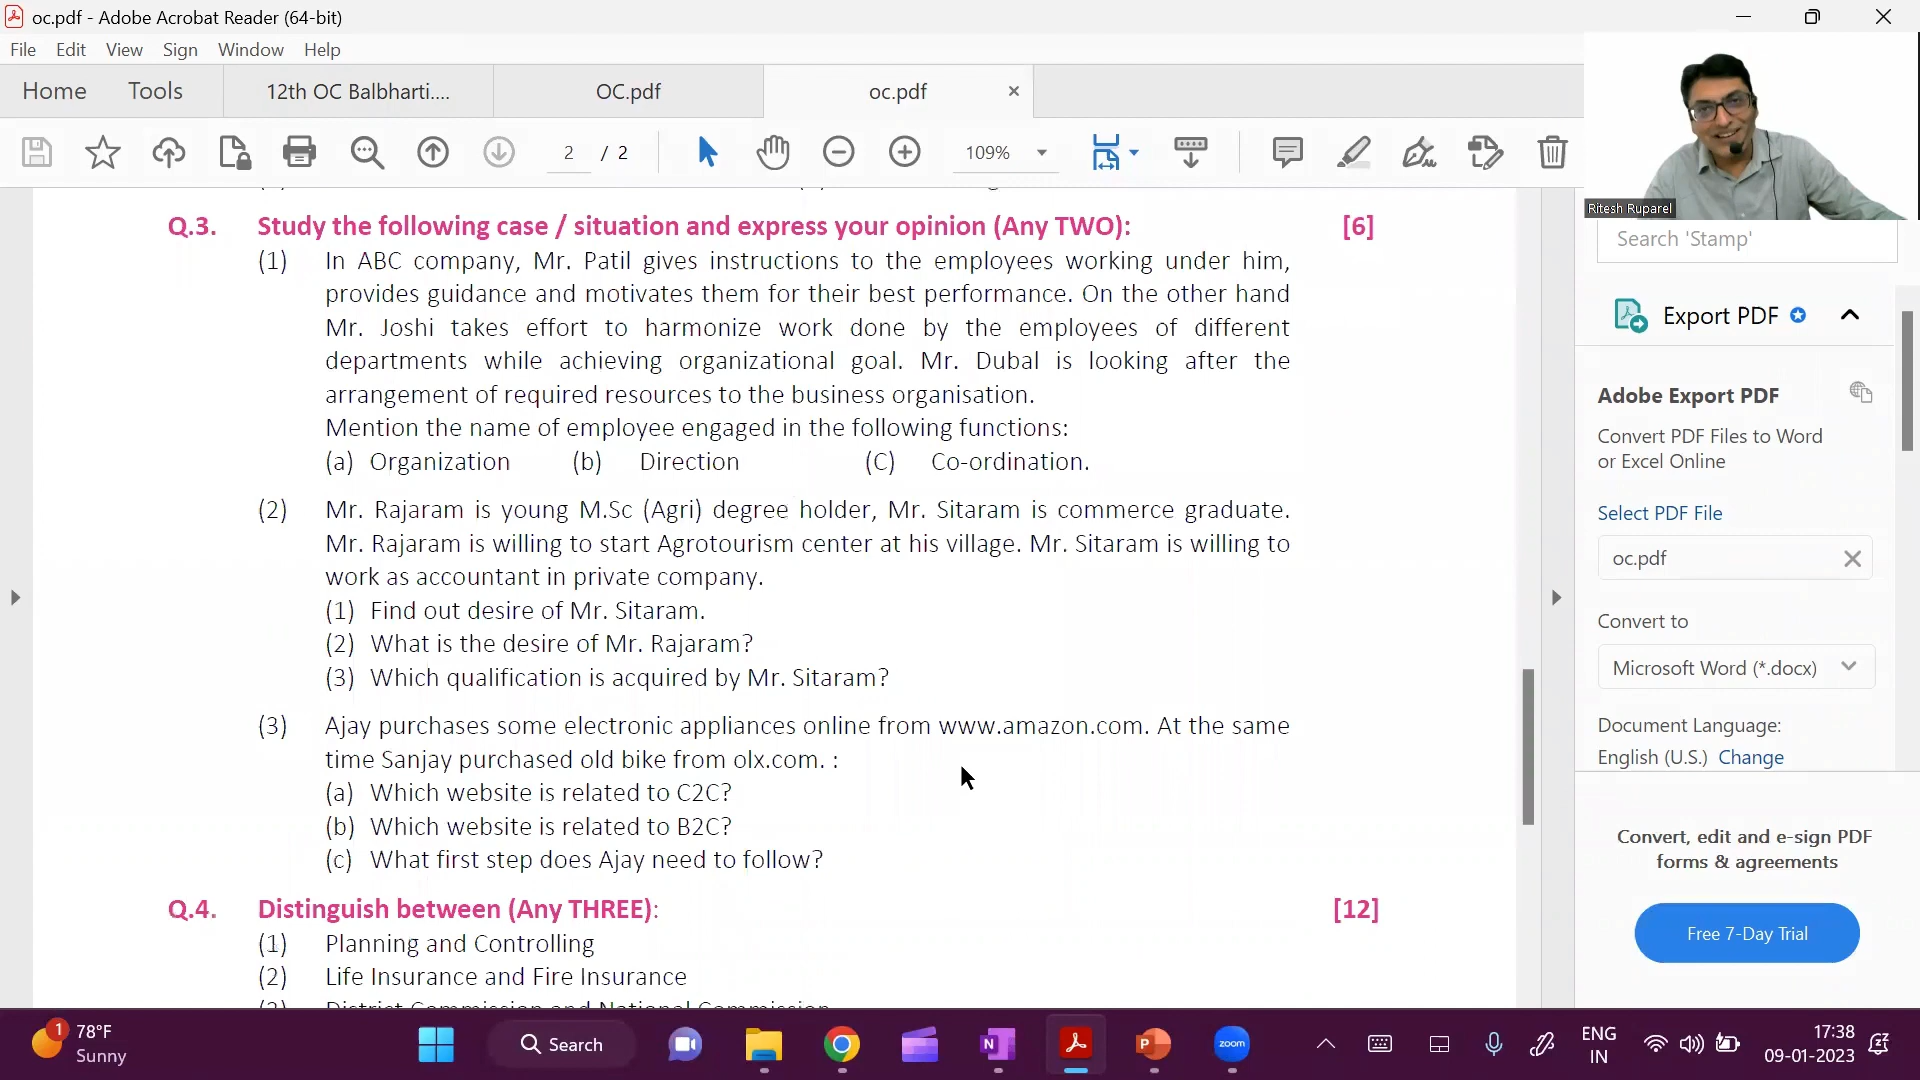 oc.pdf - Adobe Acrobat Reader (64-bit)
File Edit View Sign Window Help
Home Tools 12th OC Balbharti.... OC.pdf oc.pdf ×
2 / 2 109%
Ritesh Ruparel
Search 'Stamp'
Q.3. Study the following case / situation and express your opinion (Any TWO): [6]
(1) In ABC company, Mr. Patil gives instructions to the employees working under him,
provides guidance and motivates them for their best performance. On the other hand
Mr. Joshi takes effort to harmonize work done by the employees of different
departments while achieving organizational goal. Mr. Dubal is looking after the
arrangement of required resources to the business organisation.
Mention the name of employee engaged in the following functions:
(a) Organization (b) Direction (C) Co-ordination.
(2) Mr. Rajaram is young M.Sc (Agri) degree holder, Mr. Sitaram is commerce graduate.
Mr. Rajaram is willing to start Agrotourism center at his village. Mr. Sitaram is willing to
work as accountant in private company.
(1) Find out desire of Mr. Sitaram.
(2) What is the desire of Mr. Rajaram?
(3) Which qualification is acquired by Mr. Sitaram?
(3) Ajay purchases some electronic appliances online from www.amazon.com. At the same
time Sanjay purchased old bike from olx.com. :
(a) Which website is related to C2C?
(b) Which website is related to B2C?
(c) What first step does Ajay need to follow?
Q.4. Distinguish between (Any THREE): [12]
(1) Planning and Controlling
(2) Life Insurance and Fire Insurance
District Commission and National Commission
Export PDF
Adobe Export PDF
Convert PDF Files to Word
or Excel Online
Select PDF File
oc.pdf
Convert to
Microsoft Word (*.docx)
Document Language:
English (U.S.) Change
Convert, edit and e-sign PDF
forms & agreements
Free 7-Day Trial
1
78°F
Sunny
Search
N
P
zoom
ENG
IN
17:38
09-01-2023